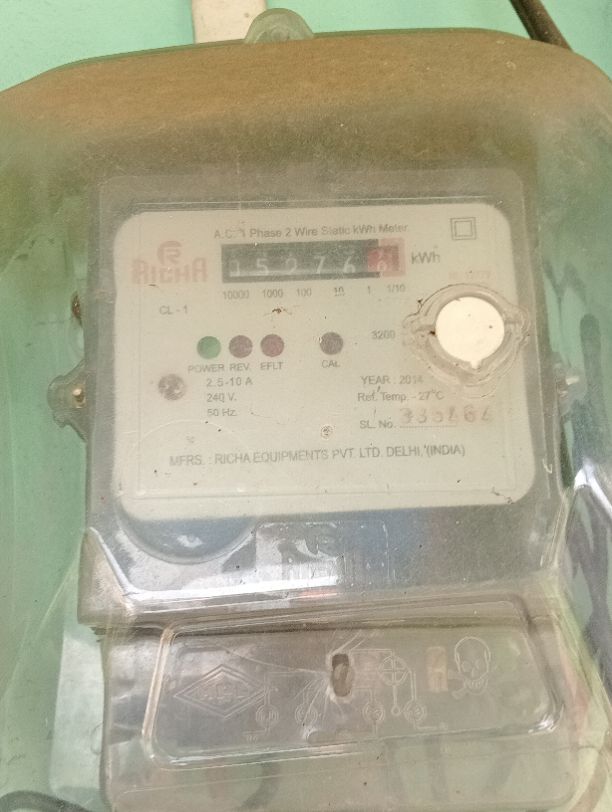 A.C. 1 Phase 2 Wire Static kWh Meter
RICHA
kWh
10000 1000 100 10 1 1/10
CL - 1
3200
POWER REV. EFLT CAL
2.5-10 A
240 V.
50 Hz.
YEAR : 2014
Ref. Temp. - 27°C
SL. No.
MFRS. : RICHA EQUIPMENTS PVT. LTD. DELHI, (INDIA)